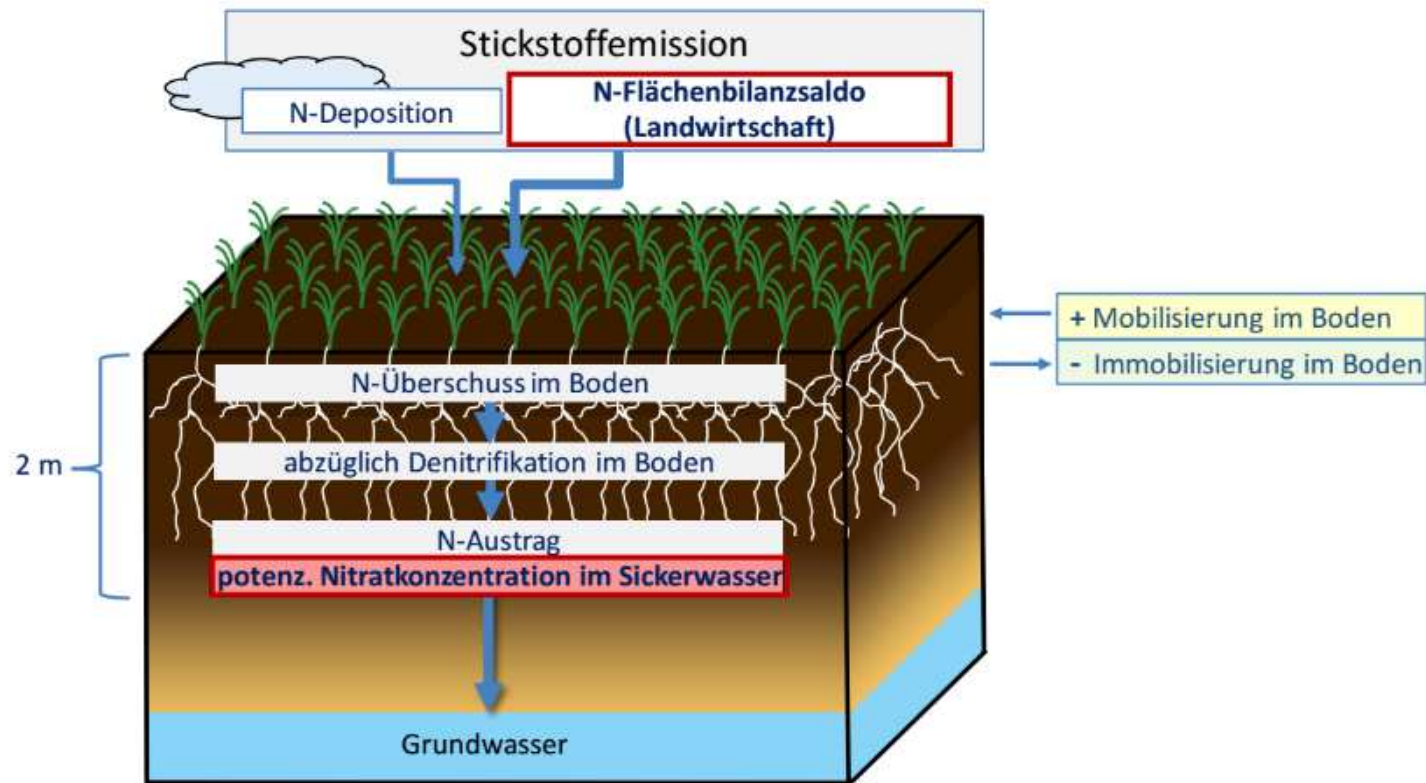 Stickstoffemission
N-Deposition
N-Flächenbilanzsaldo
(Landwirtschaft)
+ Mobilisierung im Boden
- Immobilisierung im Boden
2 m
N-Überschuss im Boden
abzüglich Denitrifikation im Boden
N-Austrag
potenz. Nitratkonzentration im Sickerwasser
Grundwasser